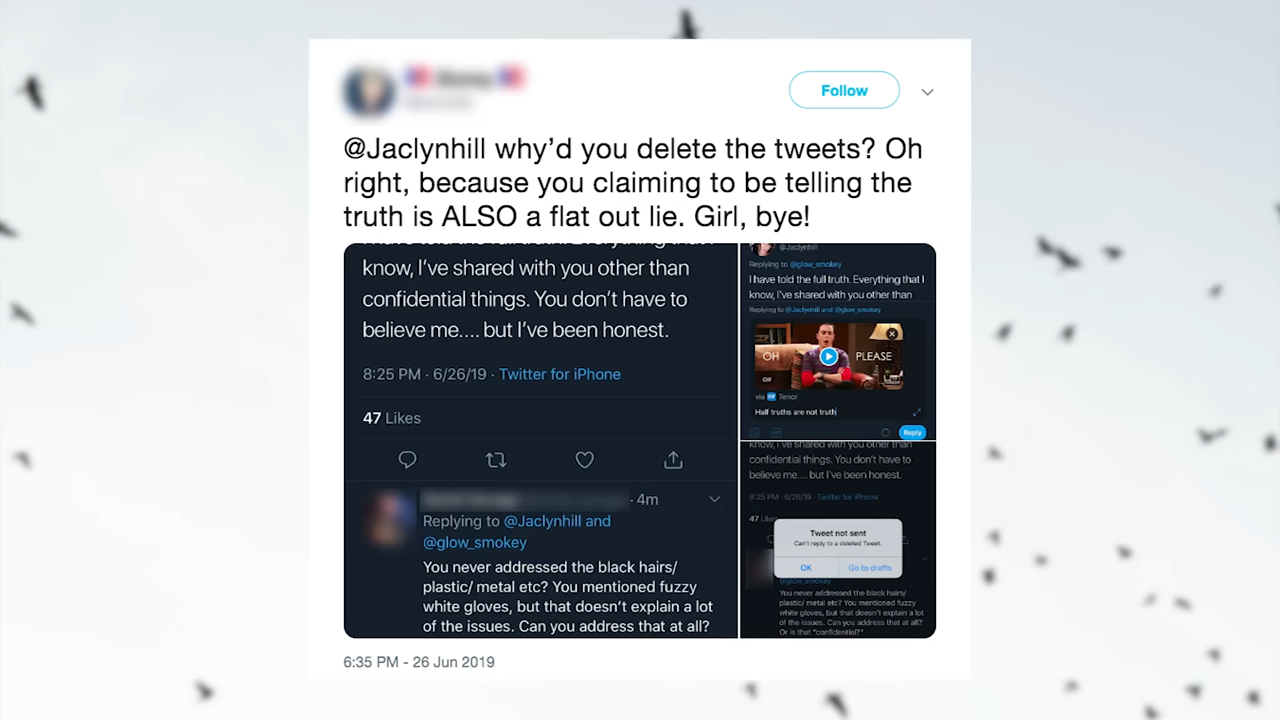 Follow
@Jaclynhill why’d you delete the tweets? Oh
right, because you claiming to be telling the
truth is ALSO a flat out lie. Girl, bye!
know, I’ve shared with you other than
confidential things. You don’t have to
believe me.... but I’ve been honest.
8:25 PM · 6/26/19 · Twitter for iPhone
47 Likes
· 4m
Replying to @Jaclynhill and
@glow_smokey
You never addressed the black hairs/
plastic/ metal etc? You mentioned fuzzy
white gloves, but that doesn’t explain a lot
of the issues. Can you address that at all?
@Jaclynhill
Replying to @glow_smokey
I have told the full truth. Everything that I
know, I’ve shared with you other than
Replying to @Jaclynhill and @glow_smokey
OH PLEASE
GIF
via GIF Tenor
Half truths are not truth
Reply
know, I’ve shared with you other than
confidential things. You don’t have to
believe me.... but I’ve been honest.
8:25 PM · 6/26/19 · Twitter for iPhone
47
Tweet not sent
Can’t reply to a deleted Tweet.
OK Go to drafts
@glow_smokey
You never addressed the black hairs/
plastic/ metal etc? You mentioned fuzzy
white gloves, but that doesn’t explain a lot
of the issues. Can you address that at all?
Or is that “confidential?”
6:35 PM - 26 Jun 2019